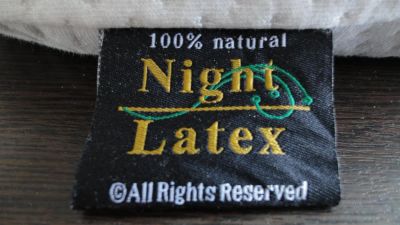 100% natural
Night
Latex
©All Rights Reserved